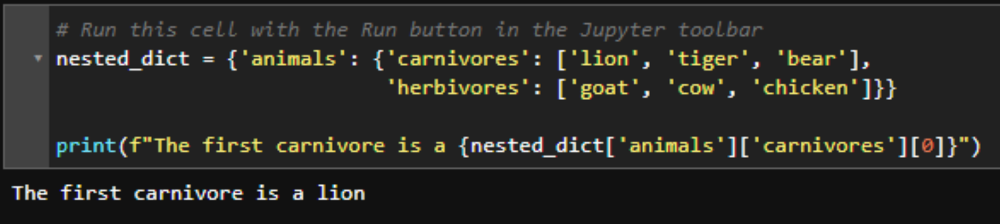 # Run this cell with the Run button in the Jupyter toolbar
nested_dict = {'animals': {'carnivores': ['lion', 'tiger', 'bear'],
                           'herbivores': ['goat', 'cow', 'chicken']}}
print(f"The first carnivore is a {nested_dict['animals']['carnivores'][0]}")
The first carnivore is a lion